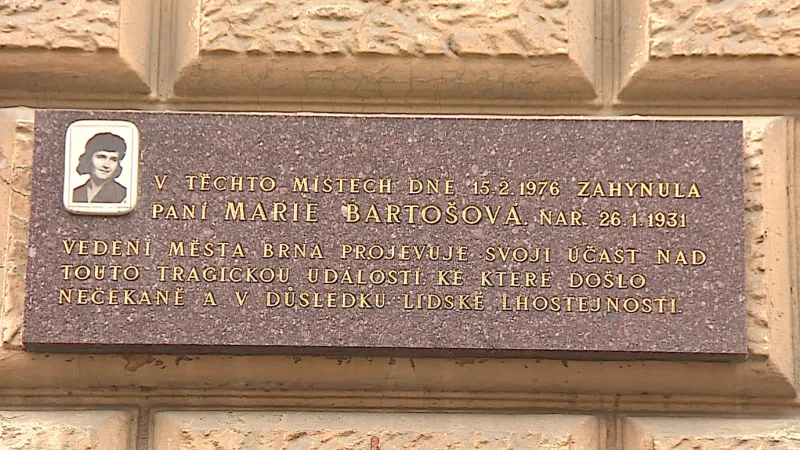 V TĚCHTO MÍSTECH DNE 15.2.1976 ZAHYNULA
PANÍ MARIE BARTOŠOVÁ. NAR. 26.1.1931
VEDENÍ MĚSTA BRNA PROJEVUJE SVOJI ÚČAST NAD
TOUTO TRAGICKOU UDÁLOSTÍ, KE KTERÉ DOŠLO
NEČEKANĚ A V DŮSLEDKU LIDSKÉ LHOSTEJNOSTI.